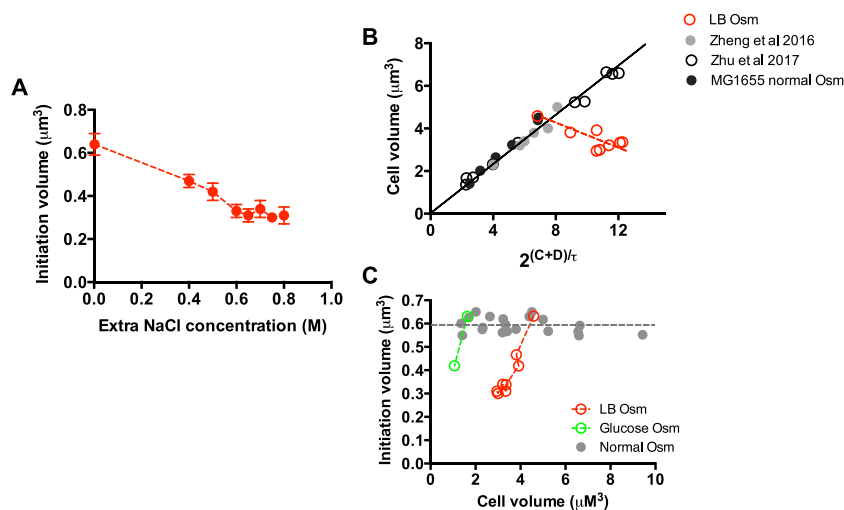 A
Initiation volume (μm³)
0.8
0.6
0.4
0.2
0.0
0.0 0.2 0.4 0.6 0.8 1.0
Extra NaCl concentration (M)
B
Cell volume (μm³)
8
6
4
2
0
0 4 8 12
2^(C+D)/τ
LB Osm
Zheng et al 2016
Zhu et al 2017
MG1655 normal Osm
C
Initiation volume (μm³)
0.7
0.6
0.5
0.4
0.3
0.2
0.1
0.0
LB Osm
Glucose Osm
Normal Osm
0 2 4 6 8 10
Cell volume (μM³)